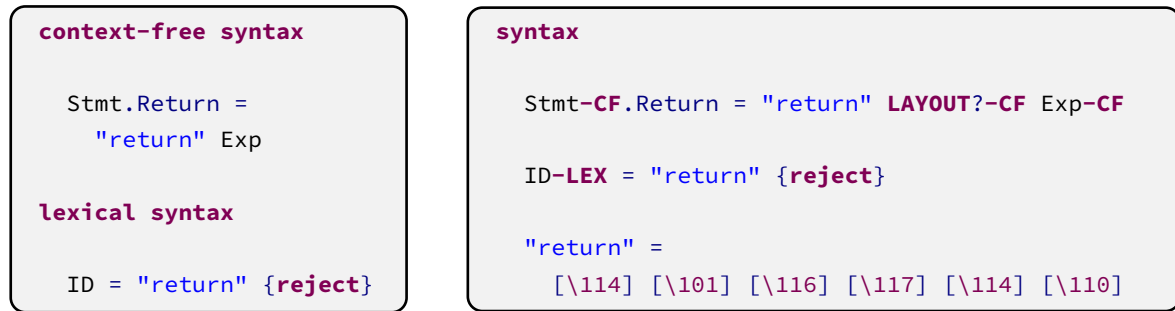 context-free syntax
Stmt.Return =
"return" Exp
lexical syntax
ID = "return" {reject}
syntax
Stmt-CF.Return = "return" LAYOUT?-CF Exp-CF
ID-LEX = "return" {reject}
"return" =
[\114] [\101] [\116] [\117] [\114] [\110]